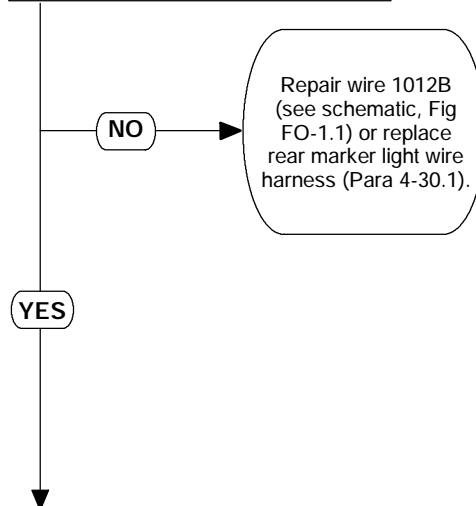 NO
Repair wire 1012B
(see schematic, Fig
FO-1.1) or replace
rear marker light wire
harness (Para 4-30.1).
YES